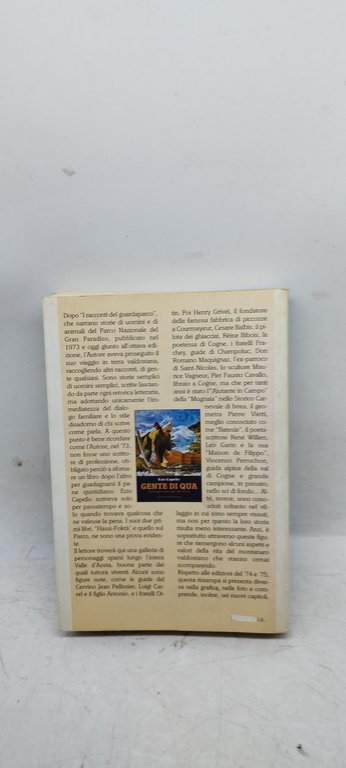 Dopo "I racconti del guardaparco",
che narrano storie di uomini e di
animali del Parco Nazionale del
Gran Paradiso, pubblicato nel
1973 e oggi giunto all'ottava edi-
zione, l'Autore aveva proseguito il
suo viaggio in terra valdostana,
raccogliendo altri racconti, di gen-
te qualsiasi. Sono storie semplici
di uomini semplici, scritte lascian-
do da parte ogni retorica letteraria,
ma adottando unicamente l'im-
mediatezza del dialo-
go familiare e lo stile
disadorno di chi scrive
come parla. A questo
punto è bene ricordare
come l'Autore, nel '73,
non fosse uno scritto-
re di professione, ob-
bligato perciò a sforna-
re un libro dopo l'altro
per guadagnarsi il pa-
ne quotidiano. Ezio
Capello scriveva solo
per passatempo e so-
lo quando trovava qualcosa che
ne valesse la pena. I suoi due primi
libri, "Hassi-Fokra" e quello sul
Parco, ne sono una prova eviden-
te.
Il lettore troverà qui una galleria di
personaggi sparsi lungo l'intera
Valle d'Aosta, buona parte dei
quali tuttora viventi. Alcuni sono
figure note, come le guide del
Cervino Jean Pellissier, Luigi Car-
rel e il figlio Antonio, e i fratelli Ot-
Ezio Capello
GENTE DI QUA
tin. Poi Henry Grivel, il fondatore
della famosa fabbrica di piccozze
a Courmayeur, Cesare Balbis, il pi-
lota dei ghiacciai, Réne Bibois, la
poetessa di Cogne, i fratelli Fra-
chey, guide di Champoluc, Don
Romano Maquignaz, l'ex parroco
di Saint-Nicolas, lo scultore Mau-
rice Vagneur, Pier Fausto Cavallo,
libraio a Cogne, ma che per tanti
anni è stato l'"Aiutante in Campo"
della "Mugnaia" nello Storico Car-
nevale di Ivrea, il geo-
metra Pierre Vietti,
meglio conosciuto co-
me "Batesär", il poeta-
scrittore René Willien,
Leo Garin e la sua
"Maison de Filippo",
Vincenzo Perruchon,
guida alpina della val
di Cogne e grande
campione, in passato,
nello sci di fondo...
tri, invece, sono cono-
sciuti soltanto nel vil-
laggio in cui sono sempre vissuti,
ma non per questo la loro storia
risulta meno interessante. Anzi, è
soprattutto attraverso queste figu-
re che riemergono alcuni aspetti e
valori della vita del montanaro
valdostano che stanno ormai
scomparendo.
Rispetto alle edizioni del '74 e '75,
questa ristampa si presenta diver-
sa nella grafica, nelle foto e com-
prende, inoltre, sei nuovi capitoli.